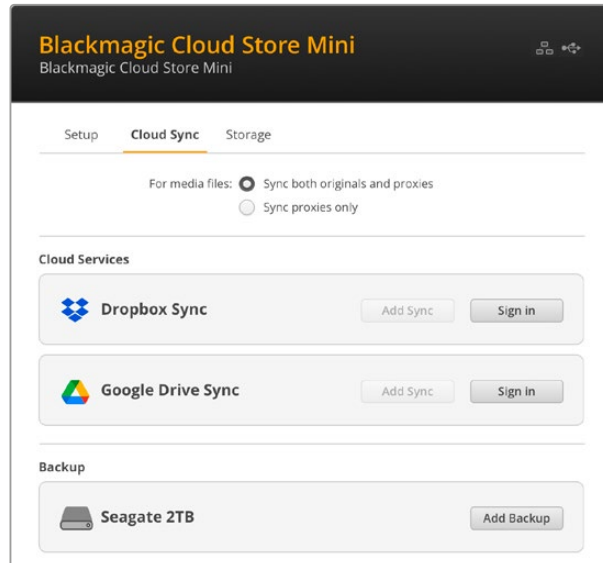 Blackmagic Cloud Store Mini
Blackmagic Cloud Store Mini
Setup Cloud Sync Storage
For media files: Sync both originals and proxies
Sync proxies only
Cloud Services
Dropbox Sync Add Sync Sign in
Google Drive Sync Add Sync Sign in
Backup
Seagate 2TB Add Backup